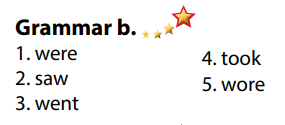 Grammar b.
1. were
2. saw
3. went
4. took
5. wore